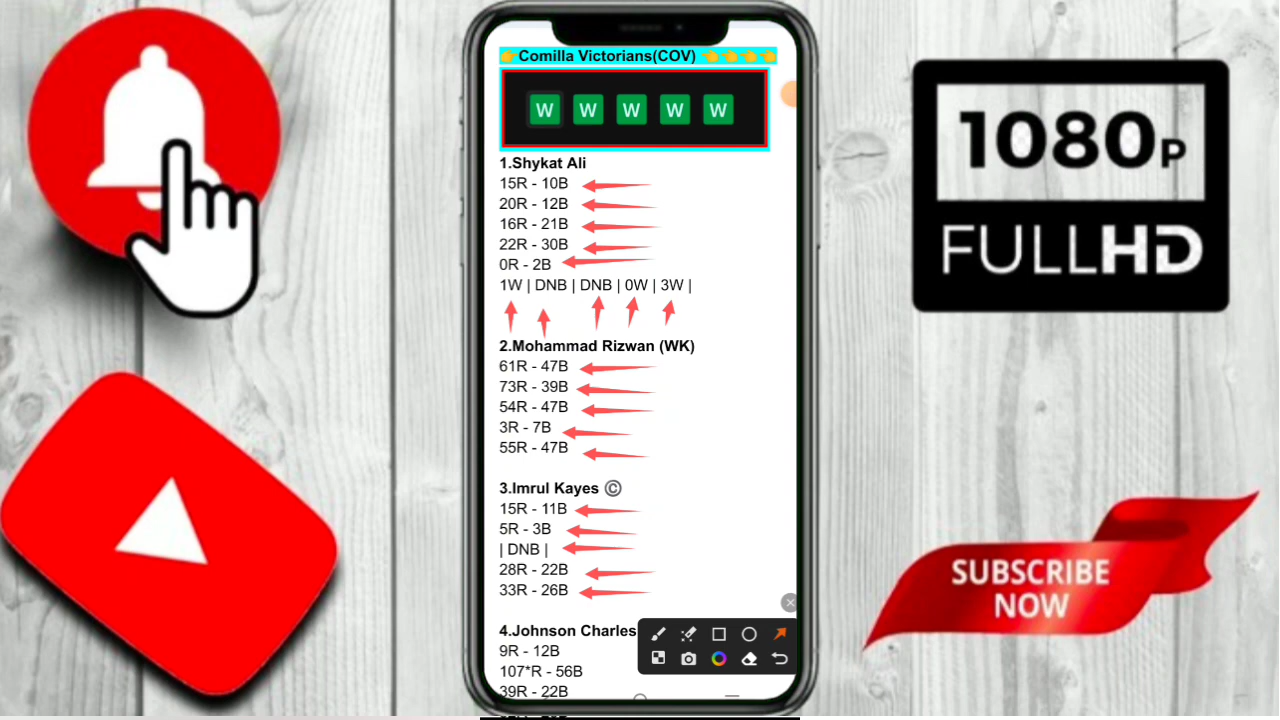 👉Comilla Victorians(COV) 👈👈👈👈
W W W W W
1.Shykat Ali
15R - 10B
20R - 12B
16R - 21B
22R - 30B
0R - 2B
1W | DNB | DNB | 0W | 3W |
2.Mohammad Rizwan (WK)
61R - 47B
73R - 39B
54R - 47B
3R - 7B
55R - 47B
3.Imrul Kayes ©
15R - 11B
5R - 3B
| DNB |
28R - 22B
33R - 26B
4.Johnson Charles
9R - 12B
107*R - 56B
39R - 22B
1080P
FULLHD
SUBSCRIBE
NOW